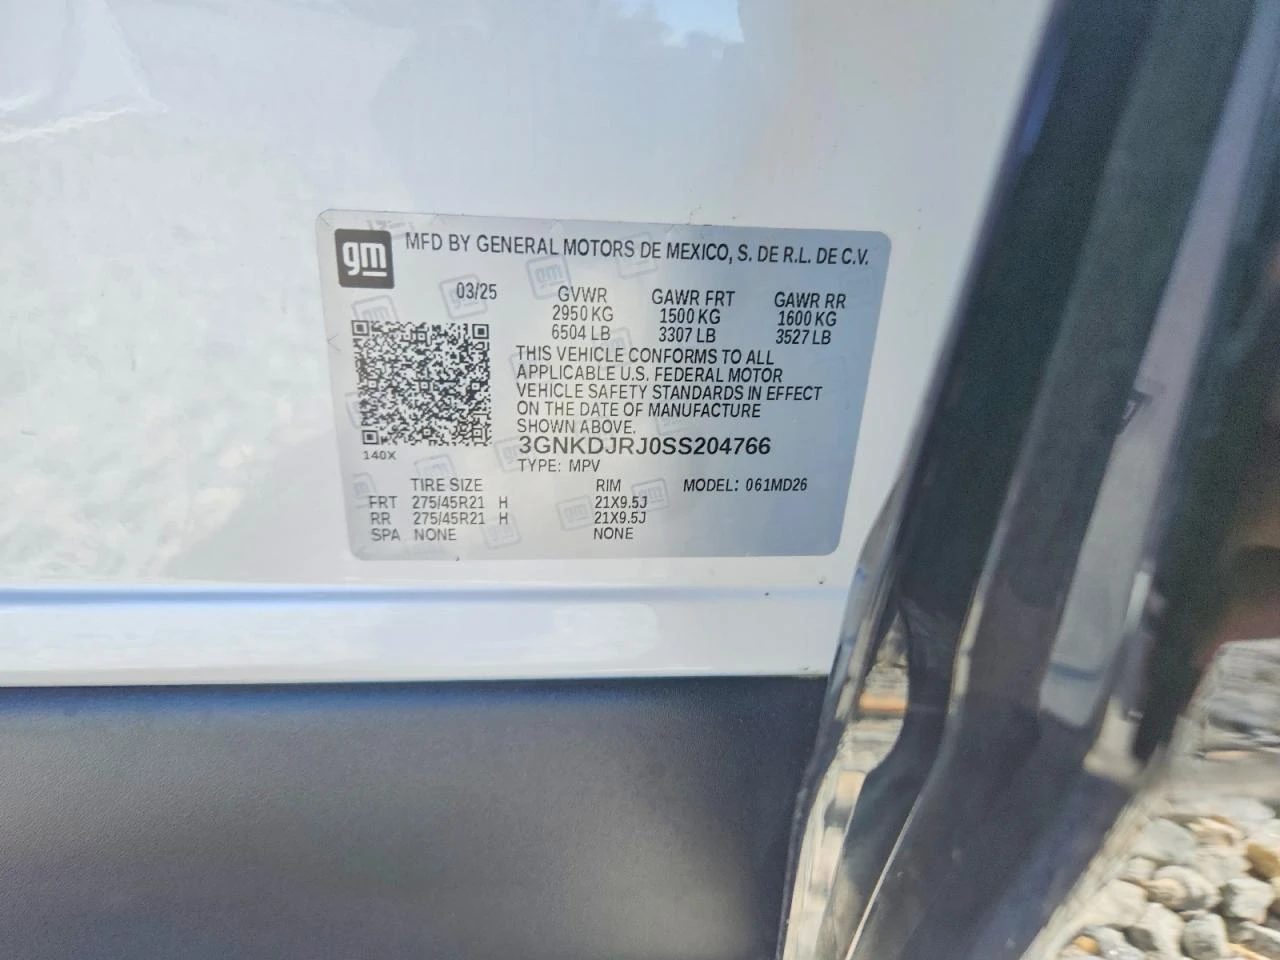 gm MFD BY GENERAL MOTORS DE MEXICO, S. DE R.L. DE C.V.
03/25 GVWR GAWR FRT GAWR RR
2950 KG 1500 KG 1600 KG
6504 LB 3307 LB 3527 LB
THIS VEHICLE CONFORMS TO ALL
APPLICABLE U.S. FEDERAL MOTOR
VEHICLE SAFETY STANDARDS IN EFFECT
ON THE DATE OF MANUFACTURE
SHOWN ABOVE.
3GNKDJRJ0SS204766
140X
TYPE: MPV
TIRE SIZE RIM MODEL: 061MD26
FRT 275/45R21 H 21X9.5J
RR 275/45R21 H 21X9.5J
SPA NONE NONE